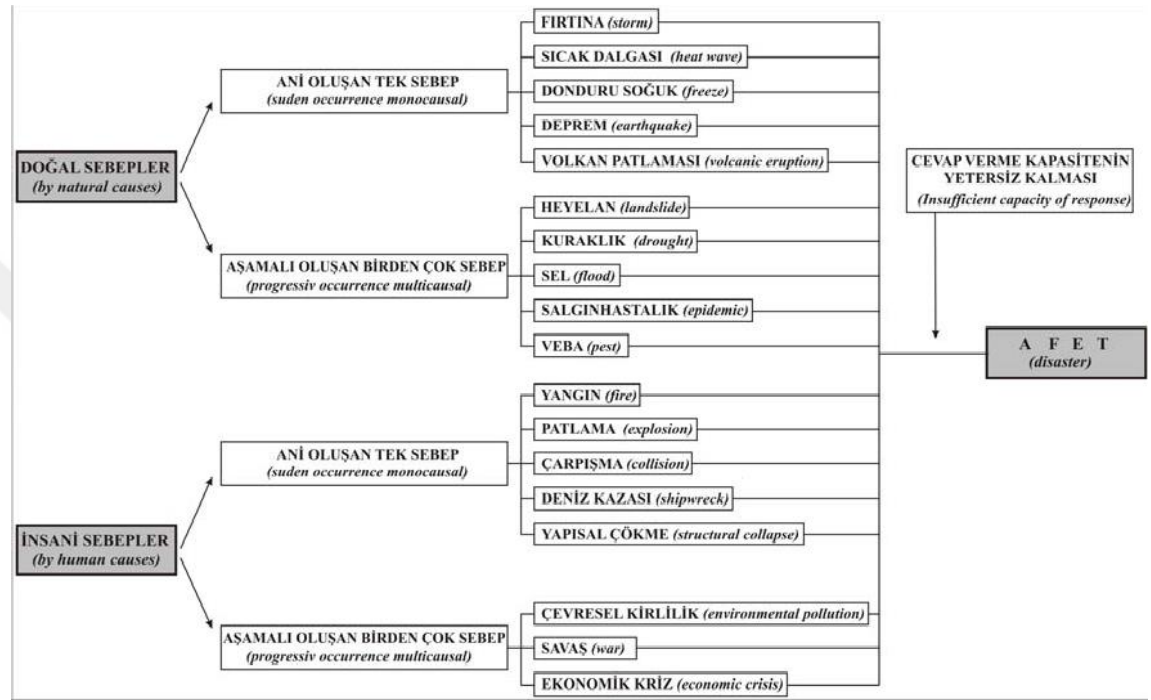 FIRTINA (storm)
SICAK DALGASI (heat wave)
ANİ OLUŞAN TEK SEBEP
(suden occurrence monocausal)
DONDURU SOĞUK (freeze)
DEPREM (earthquake)
VOLKAN PATLAMASI (volcanic eruption)
DOĞAL SEBEPLER
(by natural causes)
CEVAP VERME KAPASİTENİN
YETERSİZ KALMASI
(Insufficient capacity of response)
HEYELAN (landslide)
KURAKLIK (drought)
AŞAMALI OLUŞAN BİRDEN ÇOK SEBEP
(progressiv occurrence multicausal)
SEL (flood)
SALGINHASTALIK (epidemic)
VEBA (pest)
A F E T
(disaster)
YANGIN (fire)
PATLAMA (explosion)
ANİ OLUŞAN TEK SEBEP
(suden occurrence monocausal)
ÇARPIŞMA (collision)
DENİZ KAZASI (shipwreck)
YAPISAL ÇÖKME (structural collapse)
İNSANİ SEBEPLER
(by human causes)
ÇEVRESEL KİRLİLİK (environmental pollution)
AŞAMALI OLUŞAN BİRDEN ÇOK SEBEP
(progressiv occurrence multicausal)
SAVAŞ (war)
EKONOMİK KRİZ (economic crisis)